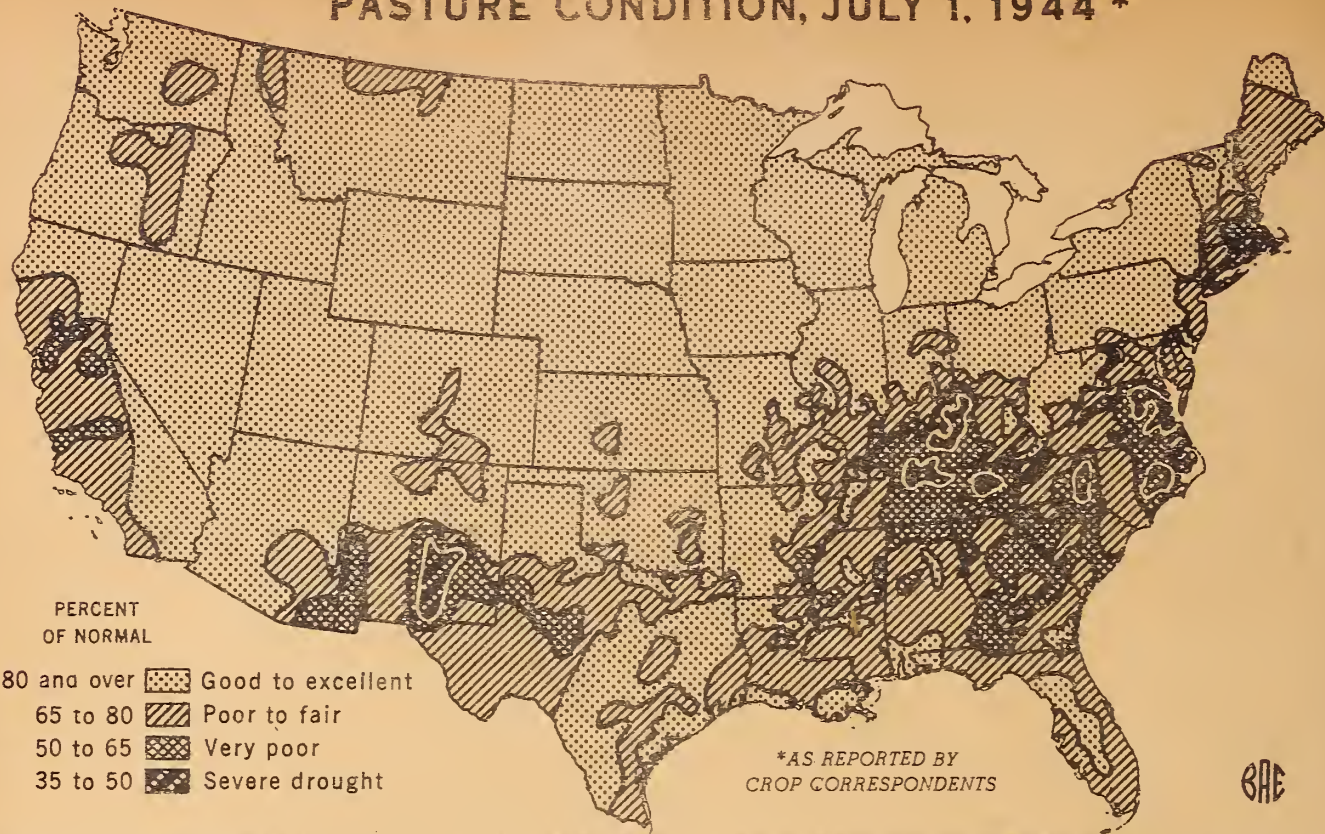 PASTURE CONDITION, JULY 1, 1944*
PERCENT
OF NORMAL
80 and over Good to excellent
65 to 80 Poor to fair
50 to 65 Very poor
35 to 50 Severe drought
*AS REPORTED BY
CROP CORRESPONDENTS
BAE